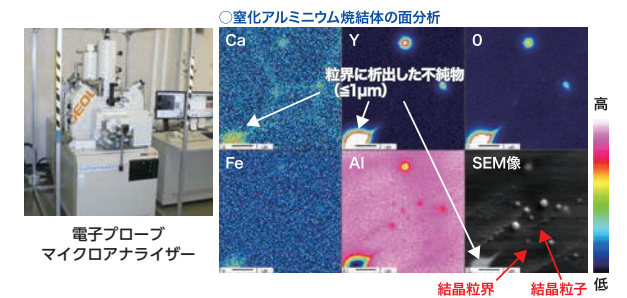 ○窒化アルミニウム焼結体の面分析
Ca
Y
0
粒界に析出した不純物
(≦1μm)
Fe
Al
SEM像
高
低
結晶粒界
結晶粒子
JEOL
電子プローブ
マイクロアナライザー